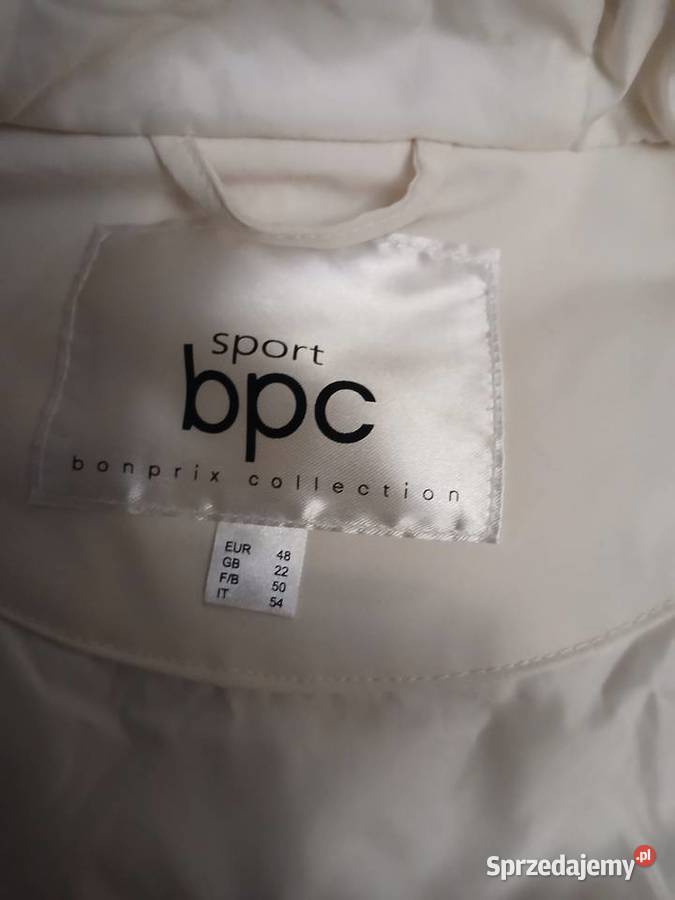 sport
bpc
bonprix collection
EUR 48
GB 22
F/B 50
IT 54
Sprzedajemy.pl